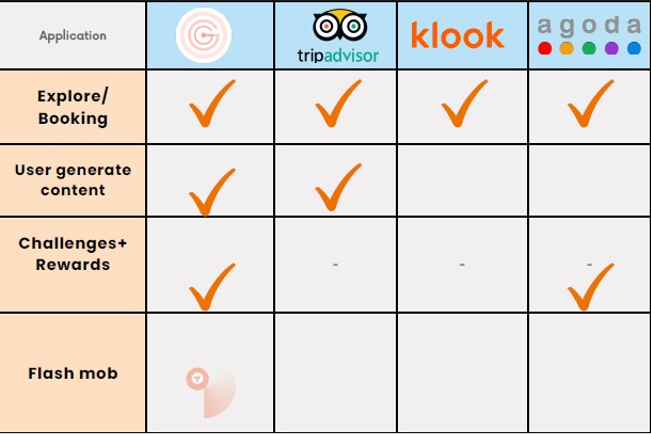 Application
tripadvisor
klook
agoda
Explore/
Booking
User generate
content
Challenges+
Rewards
-
-
-
Flash mob